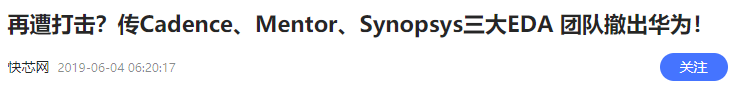 再遭打击？传Cadence、Mentor、Synopsys三大EDA 团队撤出华为！
快芯网 2019-06-04 06:20:17
关注